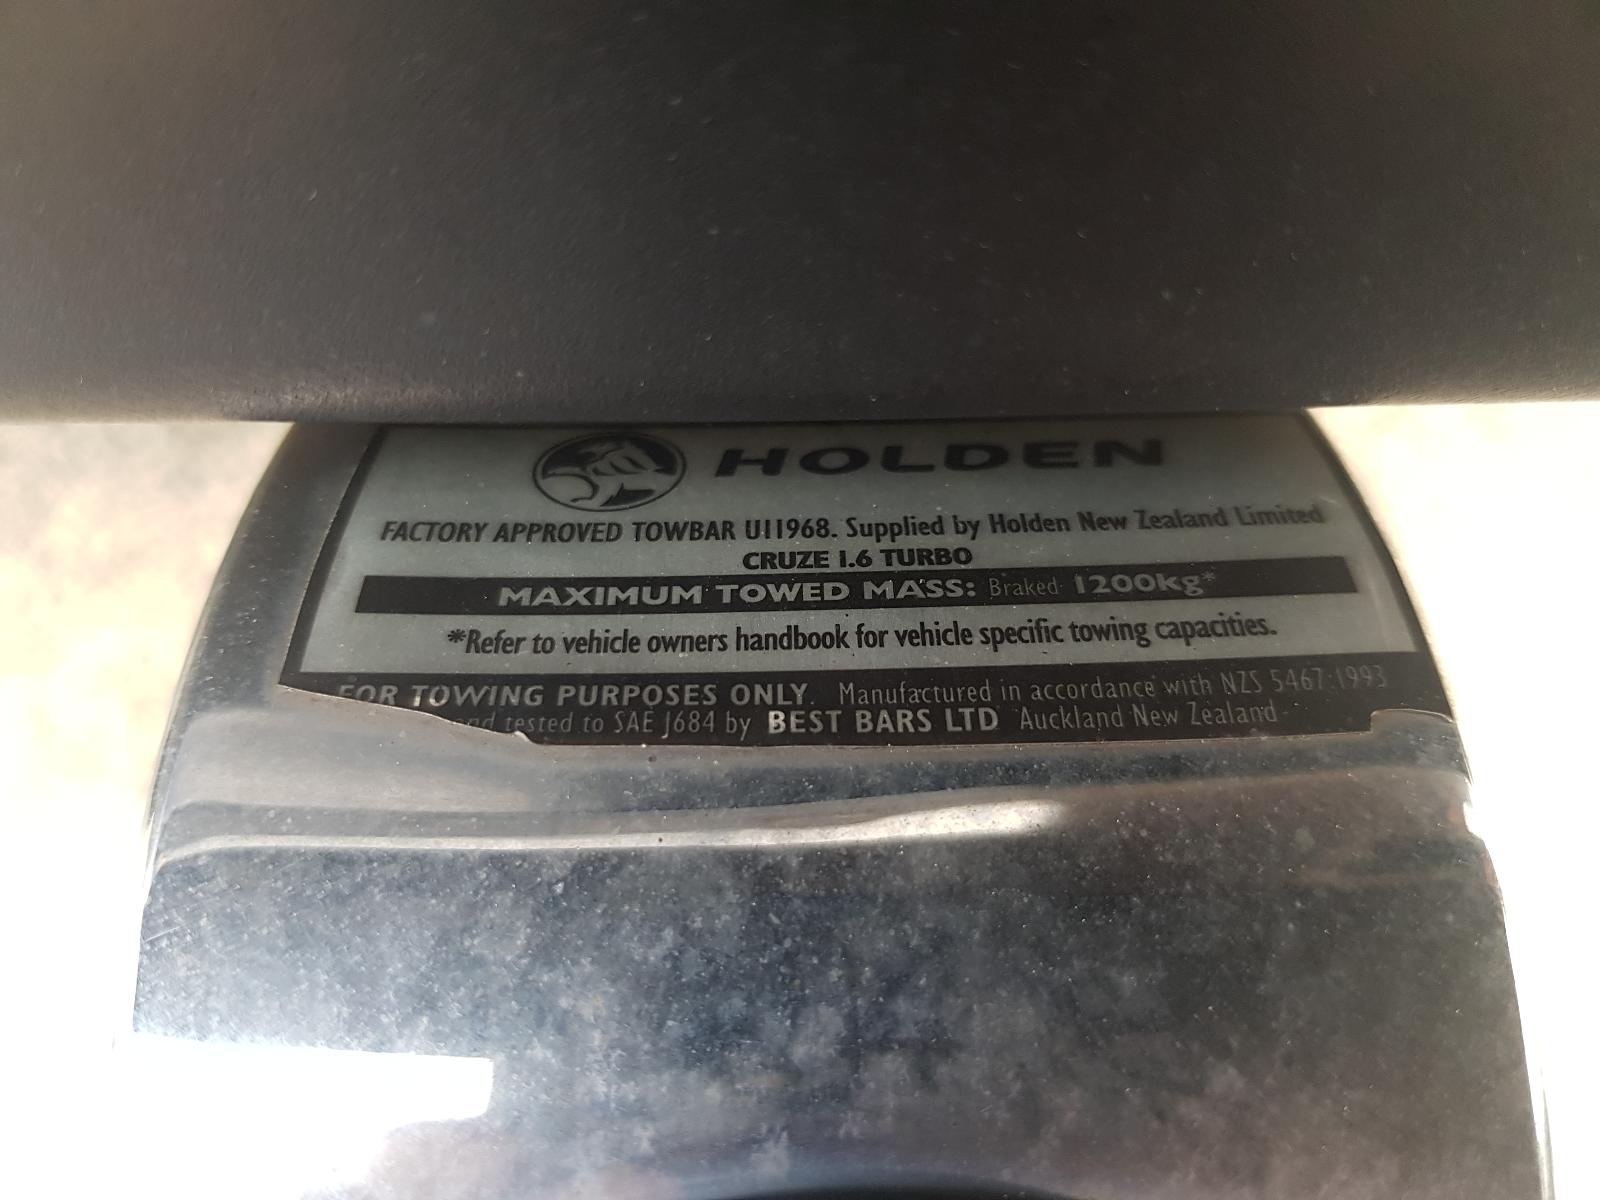 HOLDEN
FACTORY APPROVED TOWBAR U11968. Supplied by Holden New Zealand Limited
CRUZE 1.6 TURBO
MAXIMUM TOWED MASS: Braked 1200kg*
*Refer to vehicle owners handbook for vehicle specific towing capacities.
FOR TOWING PURPOSES ONLY. Manufactured in accordance with NZS 5467:1993
and tested to SAE J684 by BEST BARS LTD Auckland New Zealand